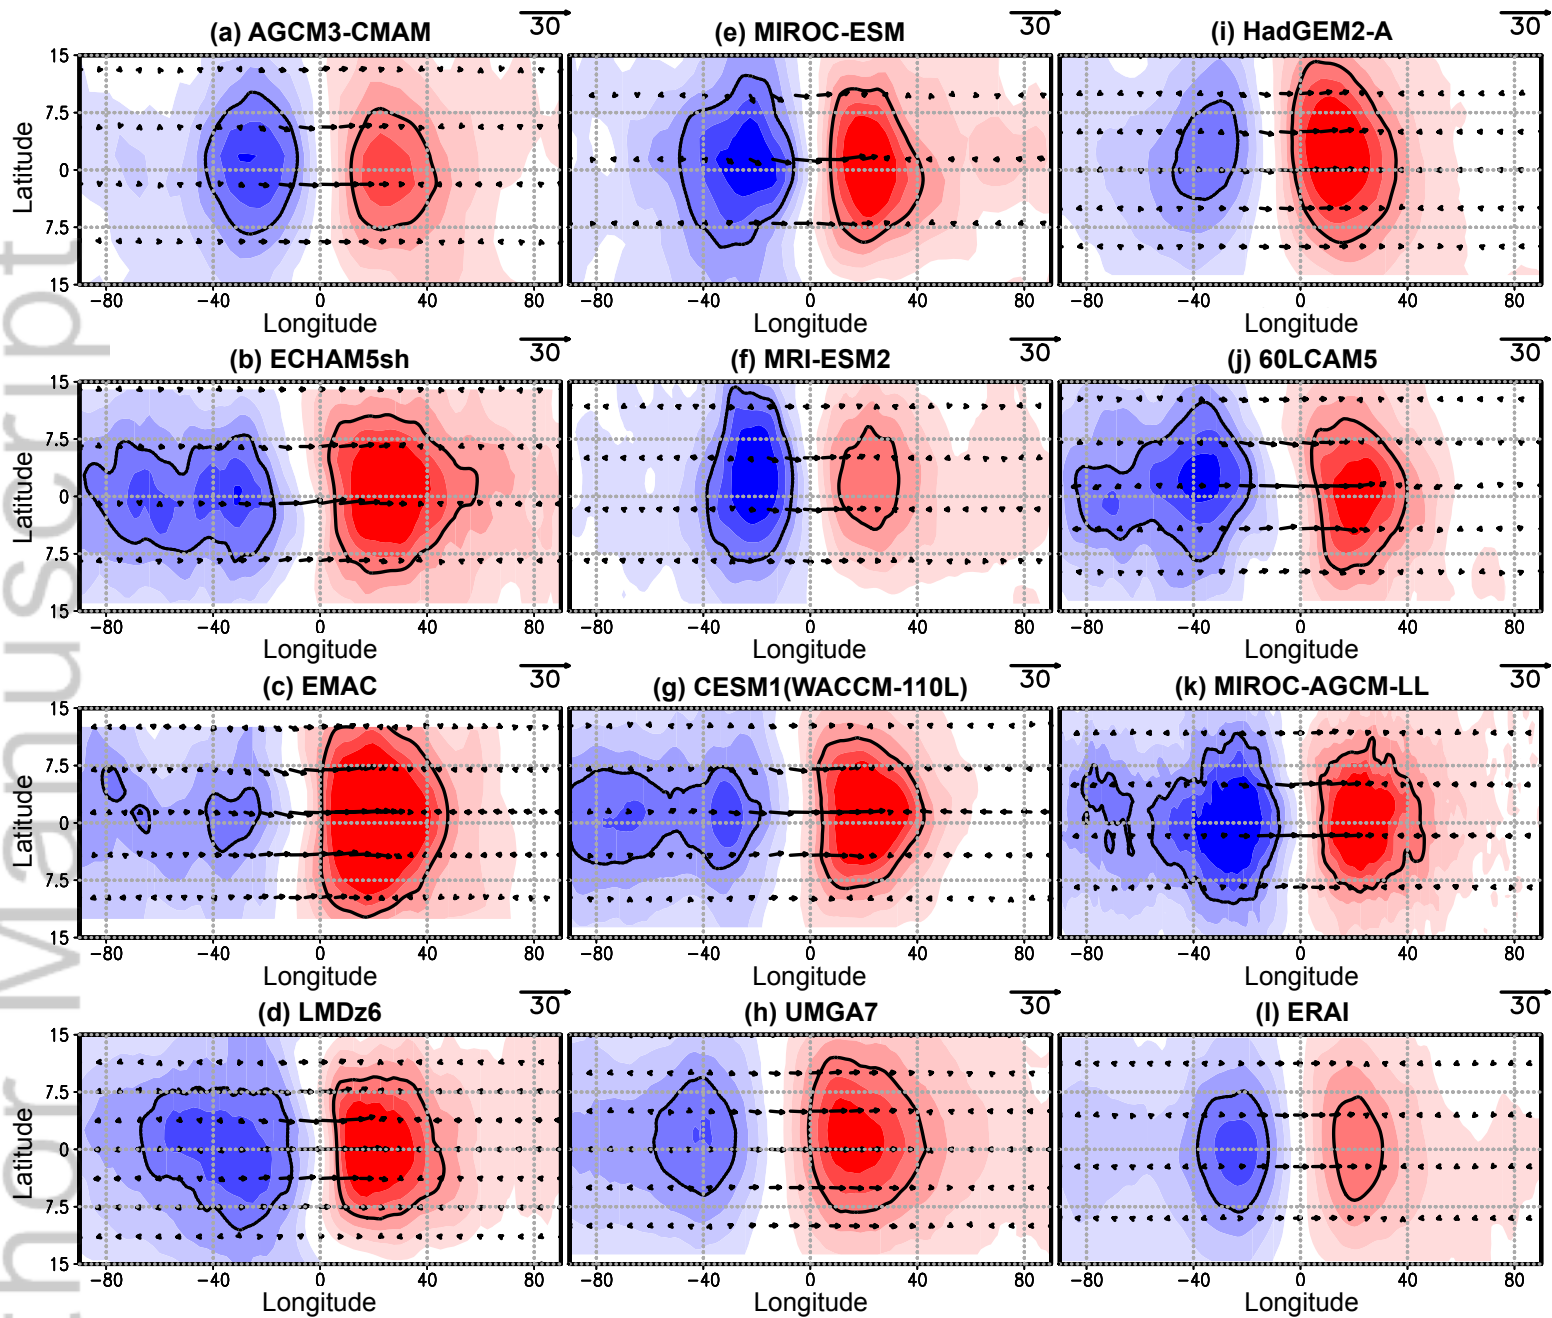 30 30 30
(a) AGCM3-CMAM (e) MIROC-ESM (i) HadGEM2-A
15
7.5
0
7.5
15
Latitude
−80 −40 0 40 80 −80 −40 0 40 80 −80 −40 0 40 80
Longitude Longitude Longitude
30 30 30
(b) ECHAM5sh (f) MRI-ESM2 (j) 60LCAM5
15
7.5
0
7.5
15
Latitude
−80 −40 0 40 80 −80 −40 0 40 80 −80 −40 0 40 80
Longitude Longitude Longitude
30 30 30
(c) EMAC (g) CESM1(WACCM-110L) (k) MIROC-AGCM-LL
15
7.5
0
7.5
15
Latitude
−80 −40 0 40 80 −80 −40 0 40 80 −80 −40 0 40 80
Longitude Longitude Longitude
30 30 30
(d) LMDz6 (h) UMGA7 (l) ERAI
15
7.5
0
7.5
15
Latitude
−80 −40 0 40 80 −80 −40 0 40 80 −80 −40 0 40 80
Longitude Longitude Longitude
hor Manuscript